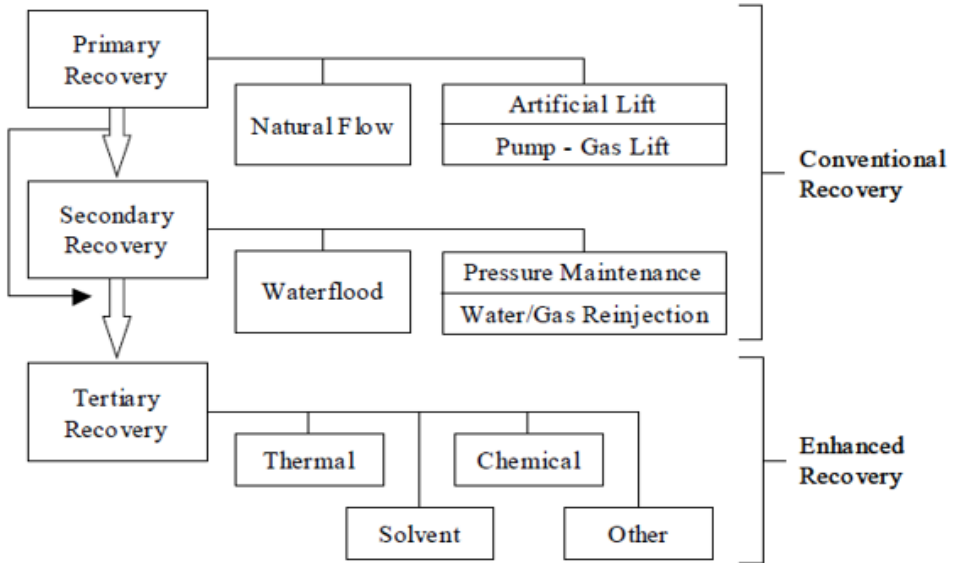 Primary
Recovery
Natural Flow
Artificial Lift
Pump - Gas Lift
Conventional
Recovery
Secondary
Recovery
Waterflood
Pressure Maintenance
Water/Gas Reinjection
Tertiary
Recovery
Thermal
Chemical
Solvent
Other
Enhanced
Recovery